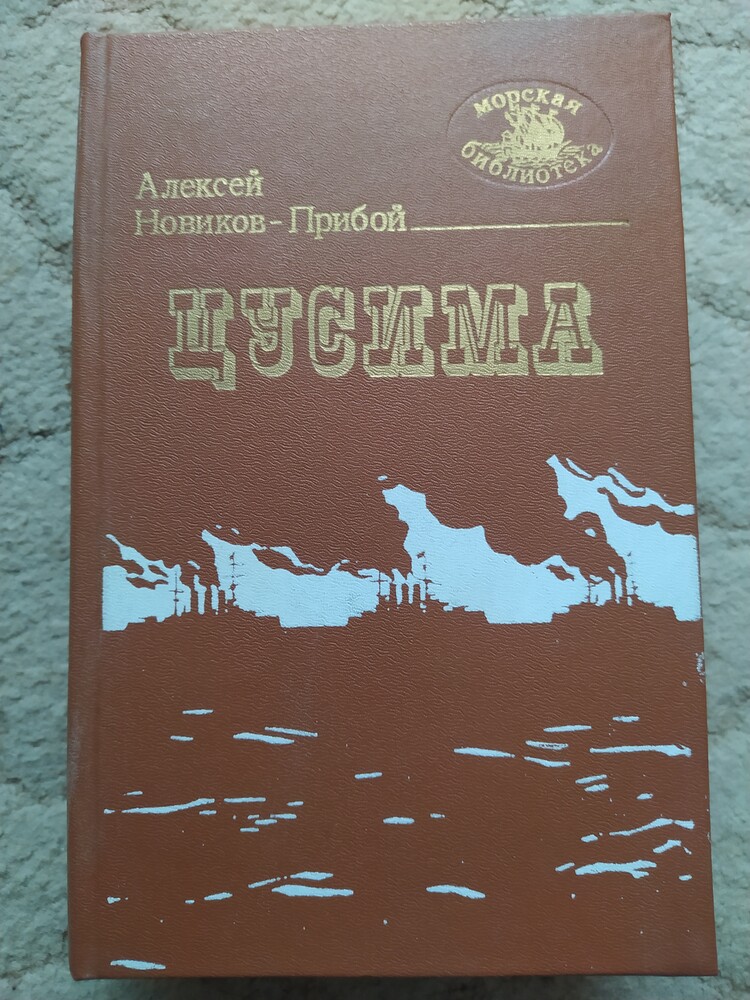 морская
библиотека
Алексей
Новиков-Прибой
ЦУСИМА